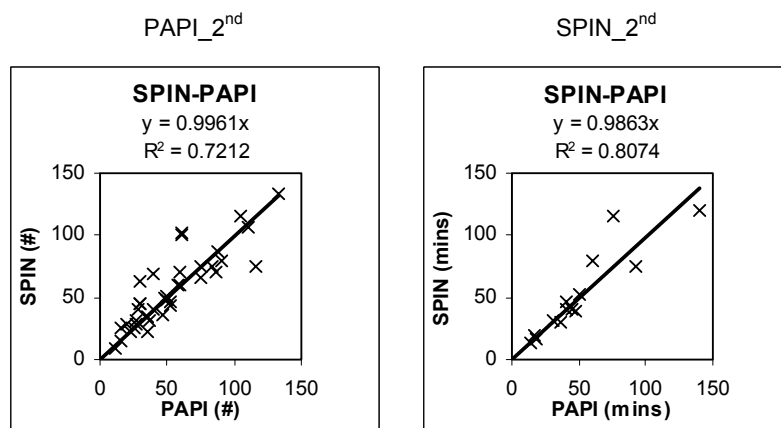 PAPI_2nd
SPIN-PAPI
y = 0.9961x
R² = 0.7212
150
100
50
0
SPIN (#)
0 50 100 150
PAPI (#)
SPIN_2nd
SPIN-PAPI
y = 0.9863x
R² = 0.8074
150
100
50
0
SPIN (mins)
0 50 100 150
PAPI (mins)